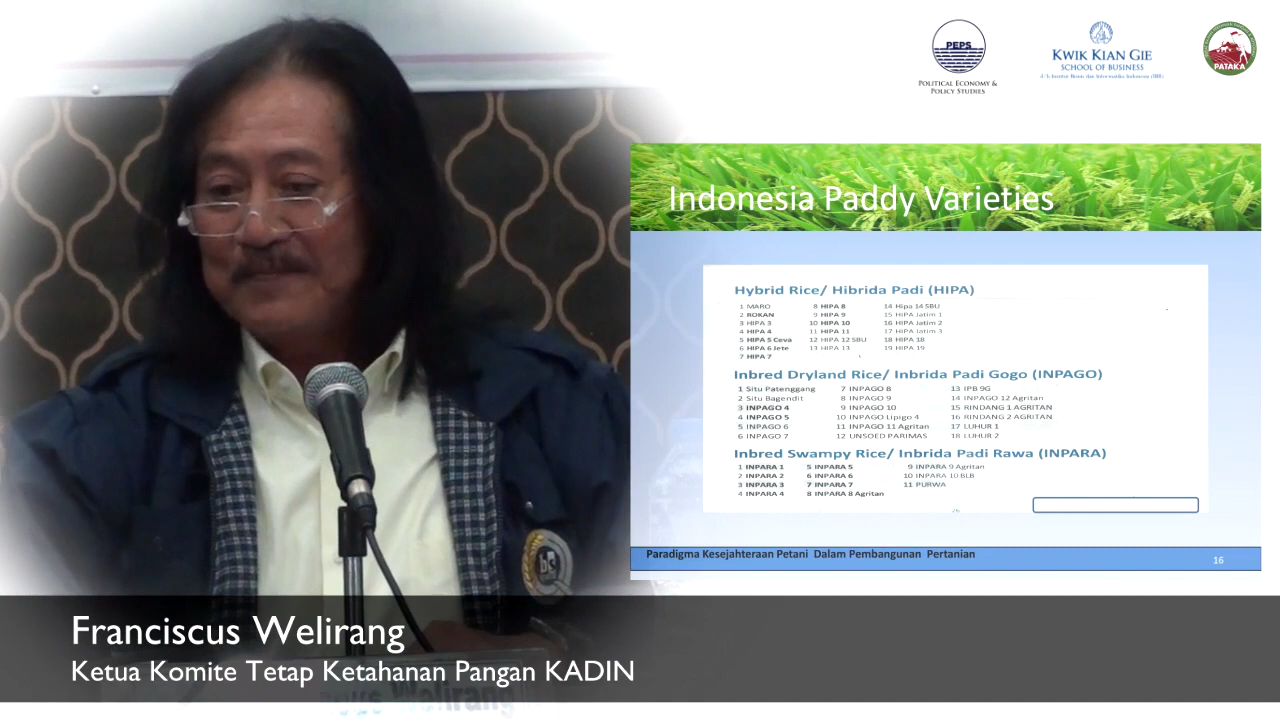 PEPS
POLITICAL ECONOMY &
POLICY STUDIES
KWIK KIAN GIE
SCHOOL OF BUSINESS
d/h Institut Bisnis dan Informatika Indonesia (IBII)
PATAKA
Indonesia Paddy Varieties
Hybrid Rice/ Hibrida Padi (HIPA)
1 MARO 8 HIPA 8 14 Hipa 14 SBU
2 ROKAN 9 HIPA 9 15 HIPA Jatim 1
3 HIPA 3 10 HIPA 10 16 HIPA Jatim 2
4 HIPA 4 11 HIPA 11 17 HIPA Jatim 3
5 HIPA 5 Ceva 12 HIPA 12 SBU 18 HIPA 18
6 HIPA 6 Jete 13 HIPA 13 19 HIPA 19
7 HIPA 7
Inbred Dryland Rice/ Inbrida Padi Gogo (INPAGO)
1 Situ Patenggang 7 INPAGO 8 13 IPB 9G
2 Situ Bagendit 8 INPAGO 9 14 INPAGO 12 Agritan
3 INPAGO 4 9 INPAGO 10 15 RINDANG 1 AGRITAN
4 INPAGO 5 10 INPAGO Lipigo 4 16 RINDANG 2 AGRITAN
5 INPAGO 6 11 INPAGO 11 Agritan 17 LUHUR 1
6 INPAGO 7 12 UNSOED PARIMAS 18 LUHUR 2
Inbred Swampy Rice/ Inbrida Padi Rawa (INPARA)
1 INPARA 1 5 INPARA 5 9 INPARA 9 Agritan
2 INPARA 2 6 INPARA 6 10 INPARA 10 BLB
3 INPARA 3 7 INPARA 7 11 PURWA
4 INPARA 4 8 INPARA 8 Agritan
26
Paradigma Kesejahteraan Petani Dalam Pembangunan Pertanian
16
Franciscus Welirang
Ketua Komite Tetap Ketahanan Pangan KADIN
Welirang